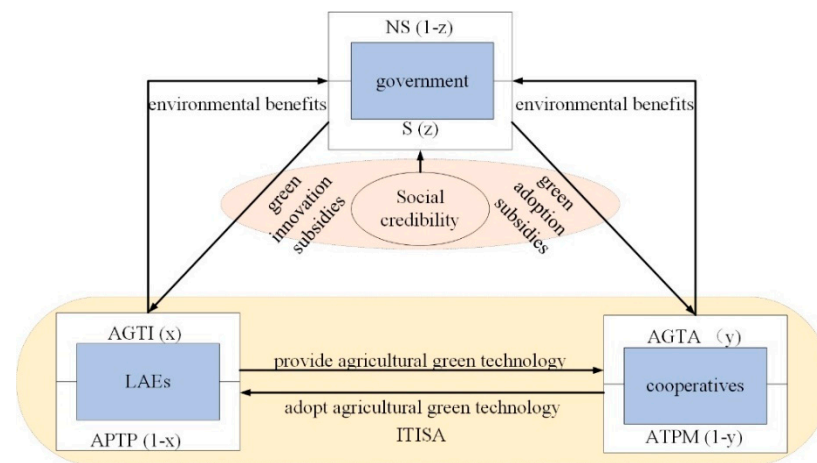 NS (1-z)
government
S (z)
environmental benefits
environmental benefits
green
innovation
subsidies
Social
credibility
green
adoption
subsidies
AGTI (x)
LAEs
APTP (1-x)
provide agricultural green technology
adopt agricultural green technology
ITISA
AGTA （y)
cooperatives
ATPM (1-y)